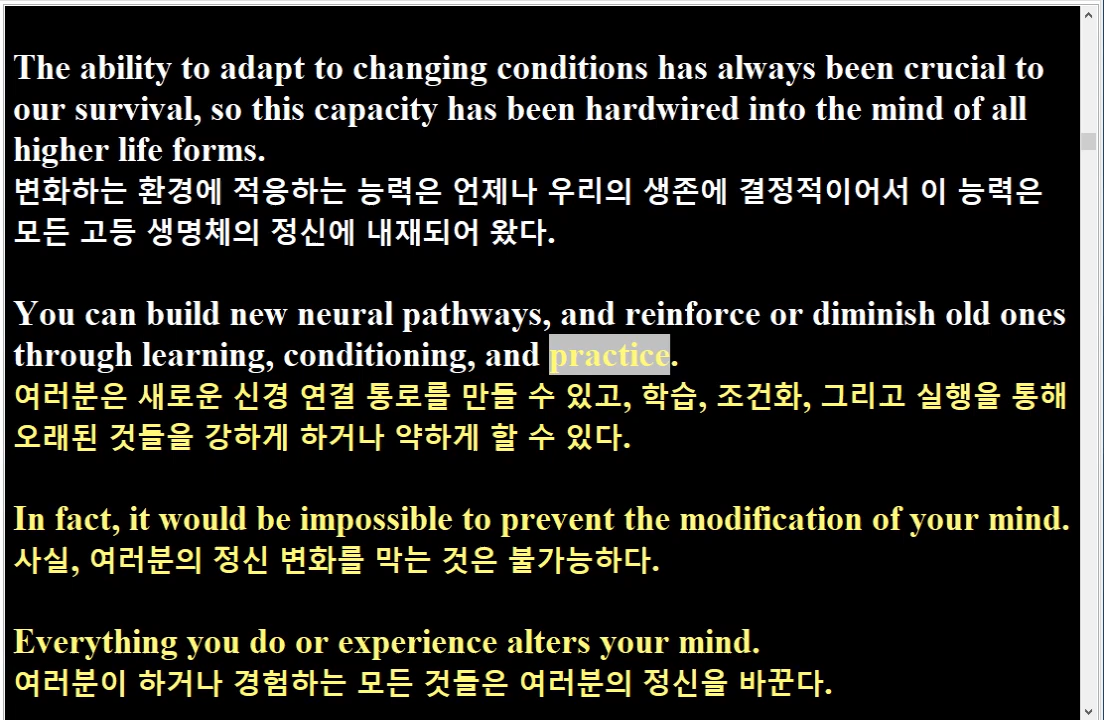 The ability to adapt to changing conditions has always been crucial to
our survival, so this capacity has been hardwired into the mind of all
higher life forms.
변화하는 환경에 적응하는 능력은 언제나 우리의 생존에 결정적이어서 이 능력은
모든 고등 생명체의 정신에 내재되어 왔다.
You can build new neural pathways, and reinforce or diminish old ones
through learning, conditioning, and practice.
여러분은 새로운 신경 연결 통로를 만들 수 있고, 학습, 조건화, 그리고 실행을 통해
오래된 것들을 강하게 하거나 약하게 할 수 있다.
In fact, it would be impossible to prevent the modification of your mind.
사실, 여러분의 정신 변화를 막는 것은 불가능하다.
Everything you do or experience alters your mind.
여러분이 하거나 경험하는 모든 것들은 여러분의 정신을 바꾼다.